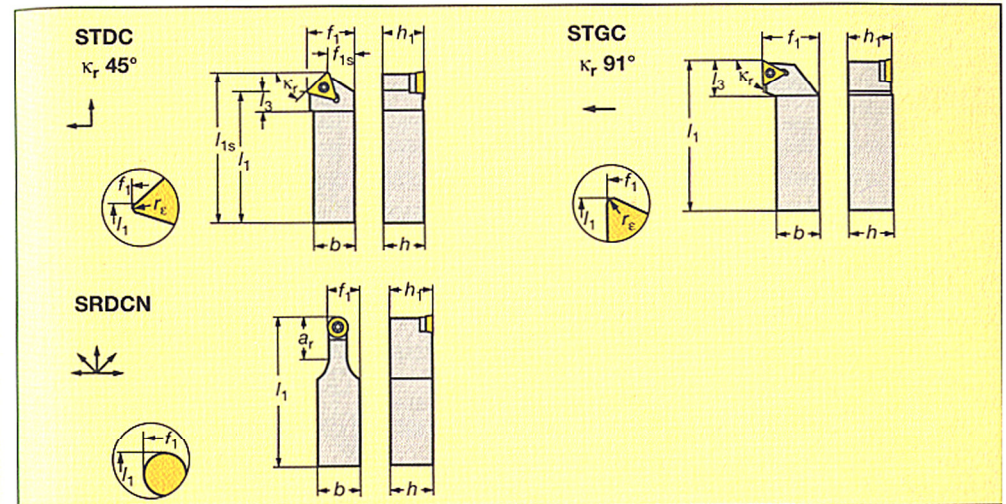 STDC
κr 45°
f1
f1s
h1
κr
l3
l1s
l1
b
h
f1
rε
l1
STGC
κr 91°
f1
h1
l3
κr
l1
b
h
f1
l1
rε
SRDCN
f1
h1
ar
l1
b
h
f1
l1